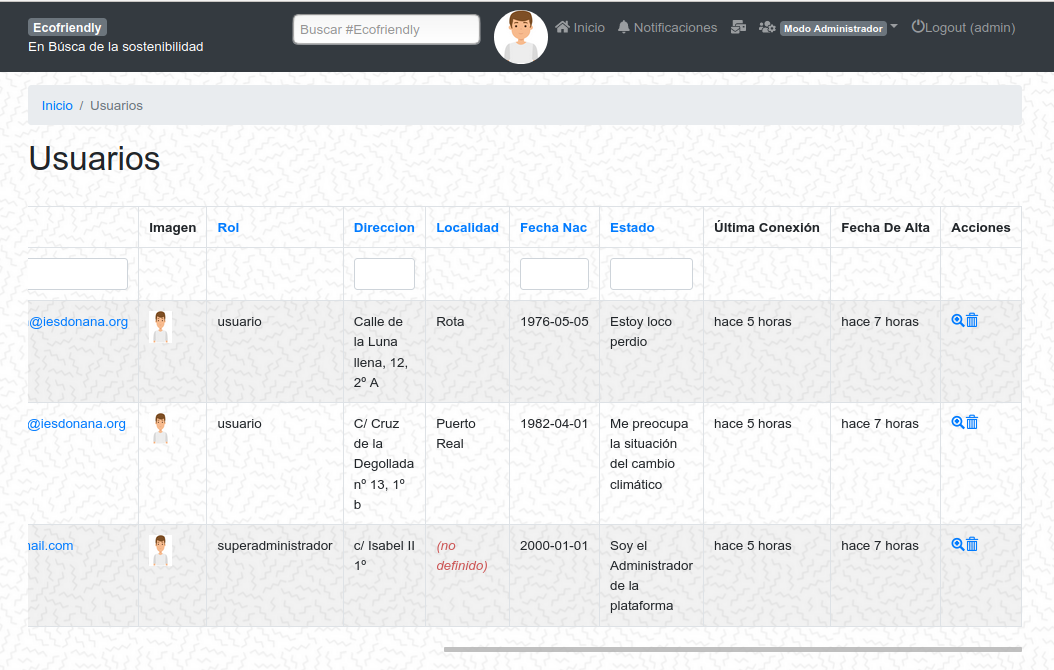 Ecofriendly
En Búsca de la sostenibilidad
Buscar #Ecofriendly
Inicio
Notificaciones
Modo Administrador
Logout (admin)
Inicio / Usuarios
Usuarios
Imagen Rol Direccion Localidad Fecha Nac Estado Última Conexión Fecha De Alta Acciones
@iesdonana.org usuario Calle de Rota 1976-05-05 Estoy loco hace 5 horas hace 7 horas
la Luna perdio
llena, 12,
2º A
@iesdonana.org usuario C/ Cruz Puerto 1982-04-01 Me preocupa hace 5 horas hace 7 horas
de la Real la situación
Degollada del cambio
nº 13, 1º climático
b
ail.com superadministrador c/ Isabel II (no 2000-01-01 Soy el hace 5 horas hace 7 horas
1º definido) Administrador
de la
plataforma